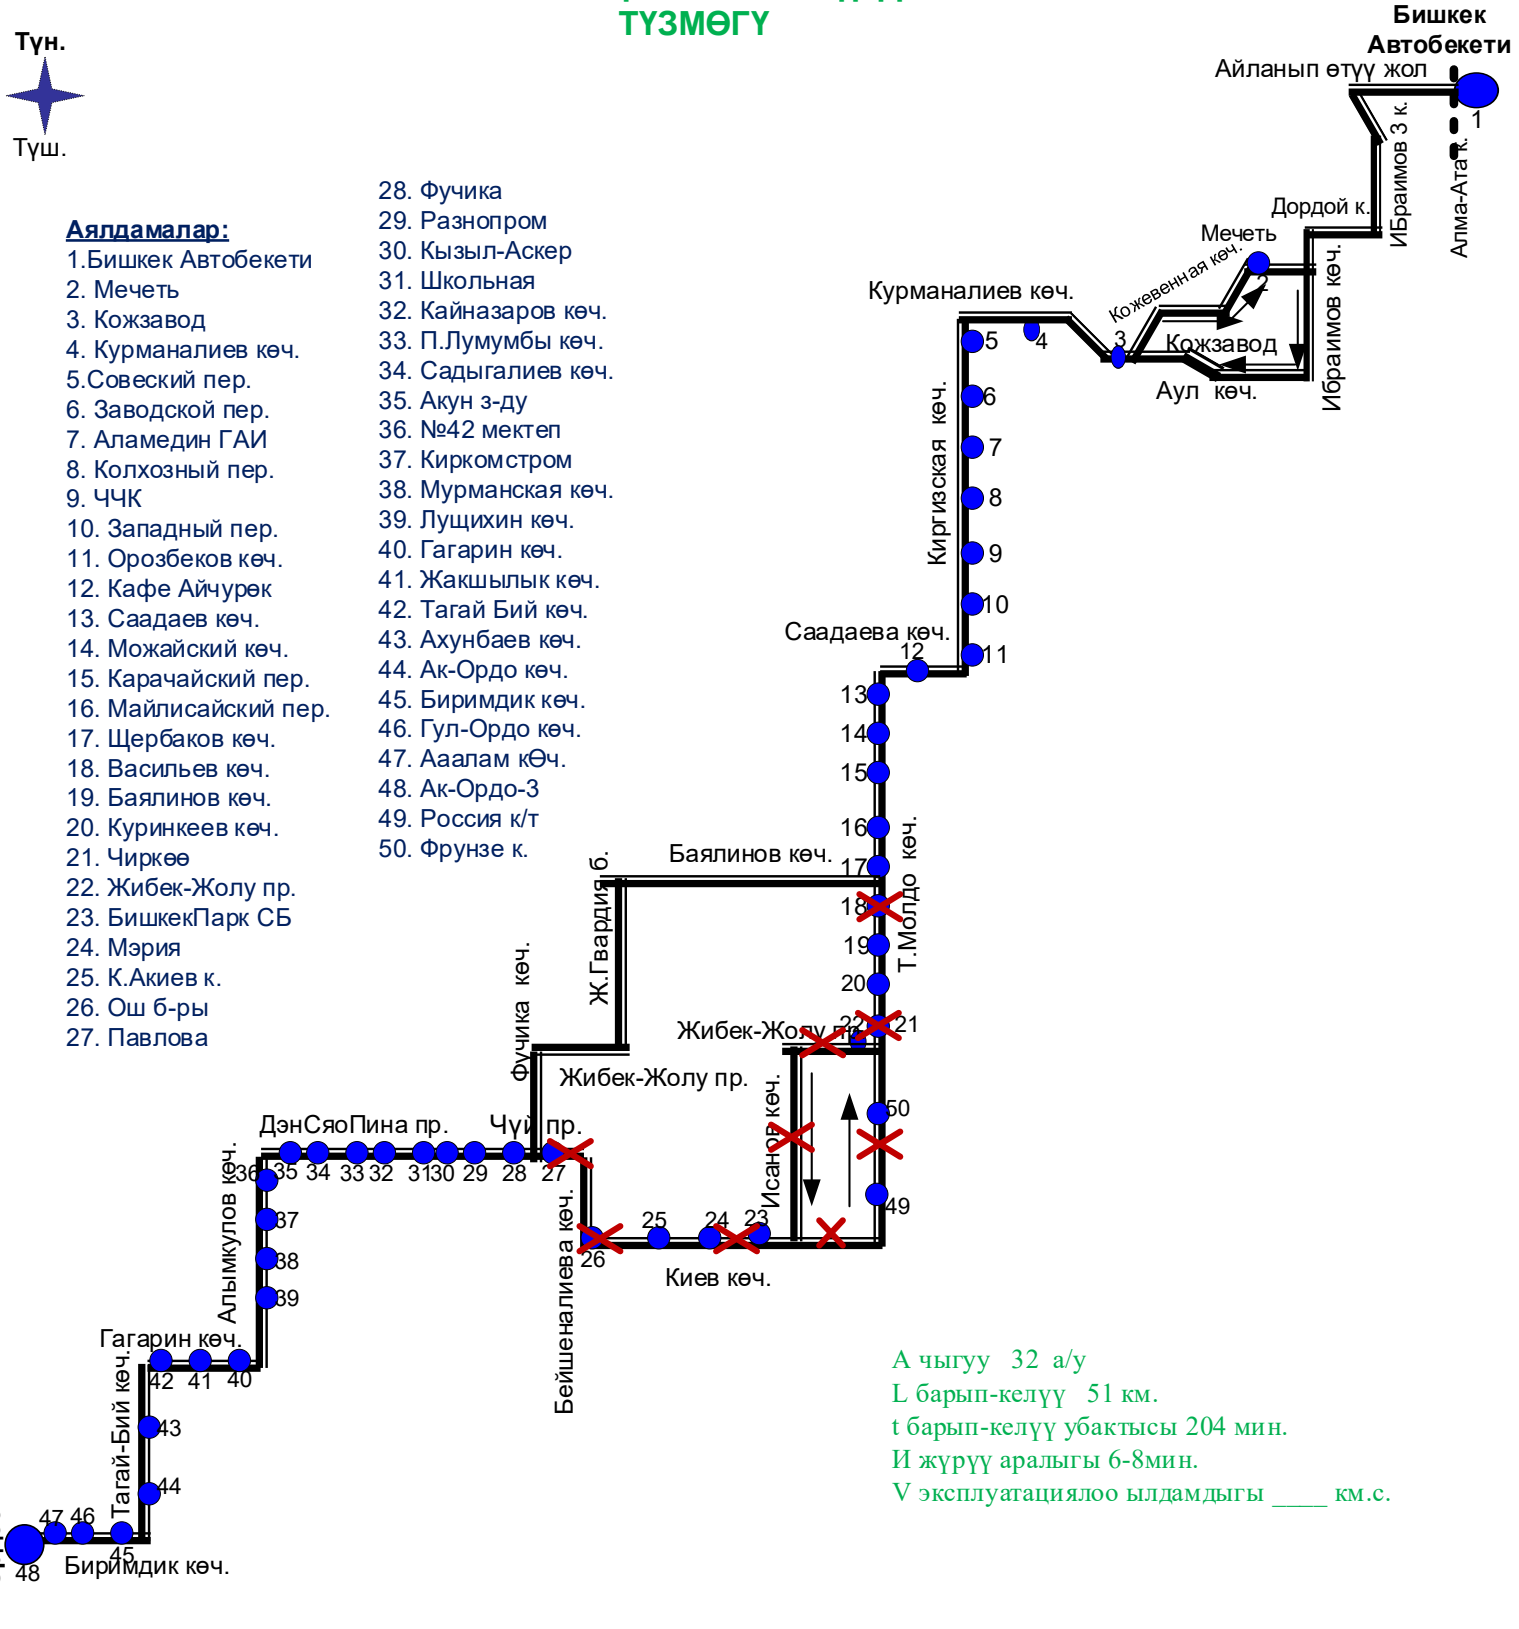 ТҮЗМӨГҮ
Бишкек
Автобекети
Түн.
Түш.
Айланып өтүү жол
1
ИБраимов 3 к.
Алма-Ата к.
Дордой к.
Мечеть
2
Кожевенная көч.
Ибраимов көч.
Курманалиев көч.
Кожзавод
3
4
5
Аул көч.
Аялдамалар:
1.Бишкек Автобекети
2. Мечеть
3. Кожзавод
4. Курманалиев көч.
5.Совеский пер.
6. Заводской пер.
7. Аламедин ГАИ
8. Колхозный пер.
9. ЧЧК
10. Западный пер.
11. Орозбеков көч.
12. Кафе Айчурөк
13. Саадаев көч.
14. Можайский көч.
15. Карачайский пер.
16. Майлисайский пер.
17. Щербаков көч.
18. Васильев көч.
19. Баялинов көч.
20. Куринкеев көч.
21. Чиркөө
22. Жибек-Жолу пр.
23. БишкекПарк СБ
24. Мэрия
25. К.Акиев к.
26. Ош б-ры
27. Павлова
28. Фучика
29. Разнопром
30. Кызыл-Аскер
31. Школьная
32. Кайназаров көч.
33. П.Лумумбы көч.
34. Садыгалиев көч.
35. Акун з-ду
36. №42 мектеп
37. Киркомстром
38. Мурманская көч.
39. Лущихин көч.
40. Гагарин көч.
41. Жакшылык көч.
42. Тагай Бий көч.
43. Ахунбаев көч.
44. Ак-Ордо көч.
45. Биримдик көч.
46. Гул-Ордо көч.
47. Ааалам кӨч.
48. Ак-Ордо-3
49. Россия к/т
50. Фрунзе к.
Киргизская көч.
6
7
8
9
10
11
Саадаева көч.
12
13
14
15
16
17
18
19
20
22
21
Т.Молдо көч.
Баялинов көч.
Ж.Гвардия б.
Фучика көч.
Жибек-Жолу пр.
Жибек-Жолу пр.
Исанов көч.
50
49
ДэнСяоПина пр.
Чүй пр.
36
35
34
33
32
31
30
29
28
27
Алымкулов көч.
37
38
39
Бейшеналиева көч.
26
25
24
23
Киев көч.
Гагарин көч.
42
41
40
Тагай-Бий көч.
43
44
47
46
45
48
Биримдик көч.
А чыгуу 32 а/у
L барып-келүү 51 км.
t барып-келүү убактысы 204 мин.
И жүрүү аралыгы 6-8мин.
V эксплуатациялоо ылдамдыгы ____ км.с.